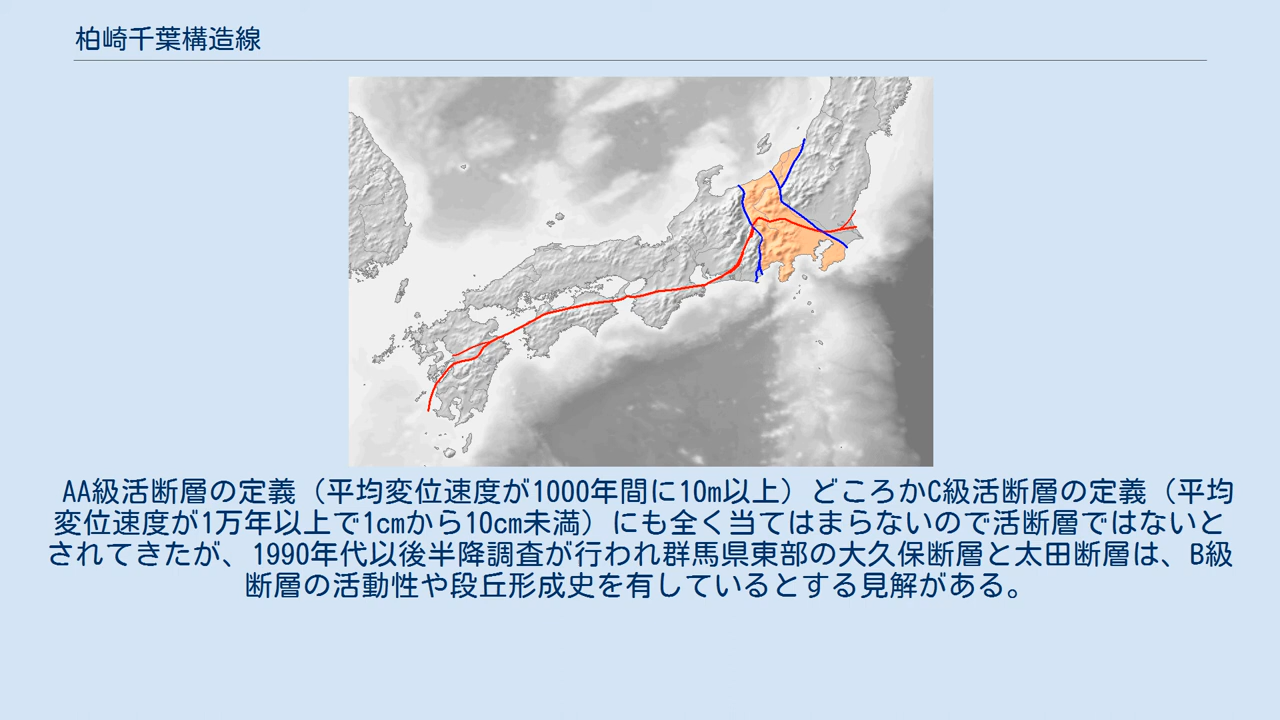 柏崎千葉構造線
AA級活断層の定義（平均変位速度が1000年間に10m以上）どころかC級活断層の定義（平均
変位速度が1万年以上で1cmから10cm未満）にも全く当てはまらないので活断層ではないと
されてきたが、1990年代以後半降調査が行われ群馬県東部の大久保断層と太田断層は、B級
断層の活動性や段丘形成史を有しているとする見解がある。